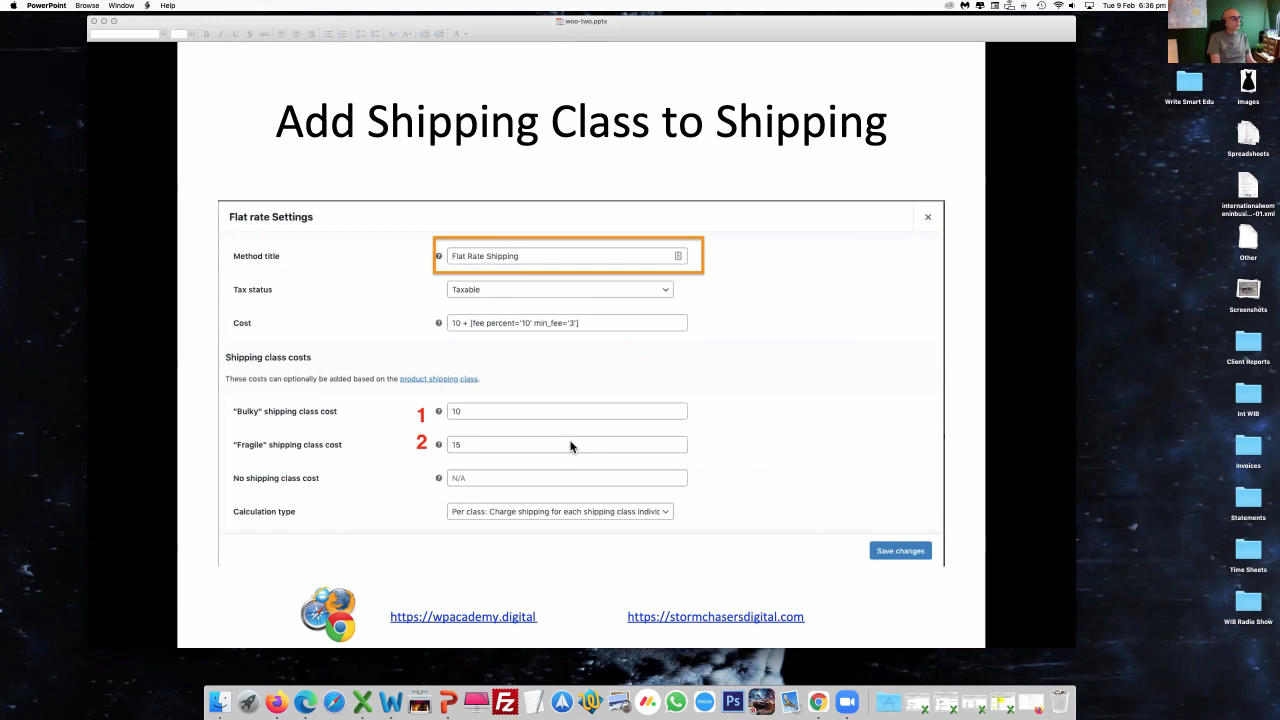 PowerPoint Browse Window Help
Tue 9 Feb 6:36 pm
woo-two.pptx
Add Shipping Class to Shipping
Flat rate Settings
Method title
Flat Rate Shipping
Tax status
Taxable
Cost
10 + [fee percent='10' min_fee='3']
Shipping class costs
These costs can optionally be added based on the product shipping class.
"Bulky" shipping class cost
1
10
"Fragile" shipping class cost
2
15
No shipping class cost
N/A
Calculation type
Per class: Charge shipping for each shipping class individ
Save changes
https://wpacademy.digital
https://stormchasersdigital.com
Write Smart Edu
Images
Spreadsheets
internationalwome
ninbusi...-01.xml
Other
Screenshots
Client Reports
Int WIB
Invoices
Statements
Time Sheets
WIB Radio Show